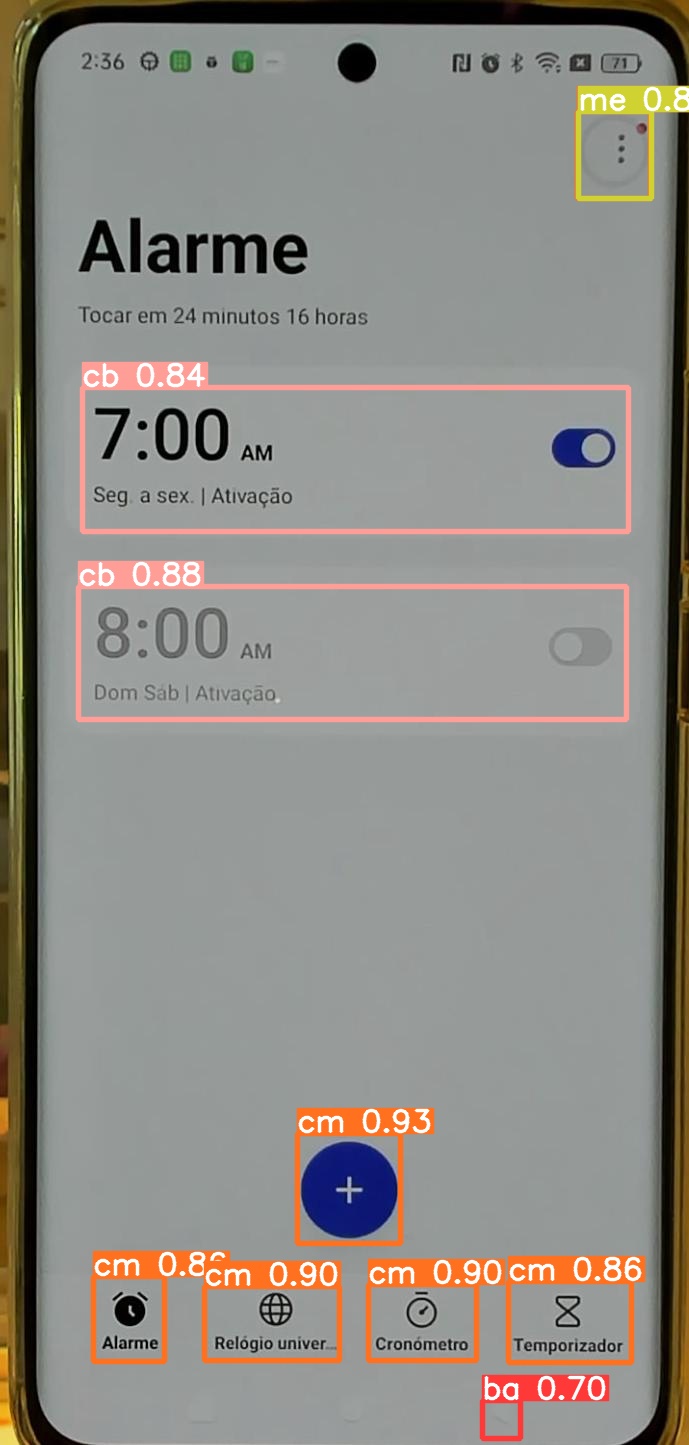 2:36
71
me 0.8
Alarme
Tocar em 24 minutos 16 horas
cb 0.84
7:00 AM
Seg. a sex. | Ativação
cb 0.88
8:00 AM
Dom Sáb | Ativação
cm 0.93
cm 0.86 cm 0.90 cm 0.90 cm 0.86
Alarme Relógio univer... Cronómetro Temporizador
ba 0.70